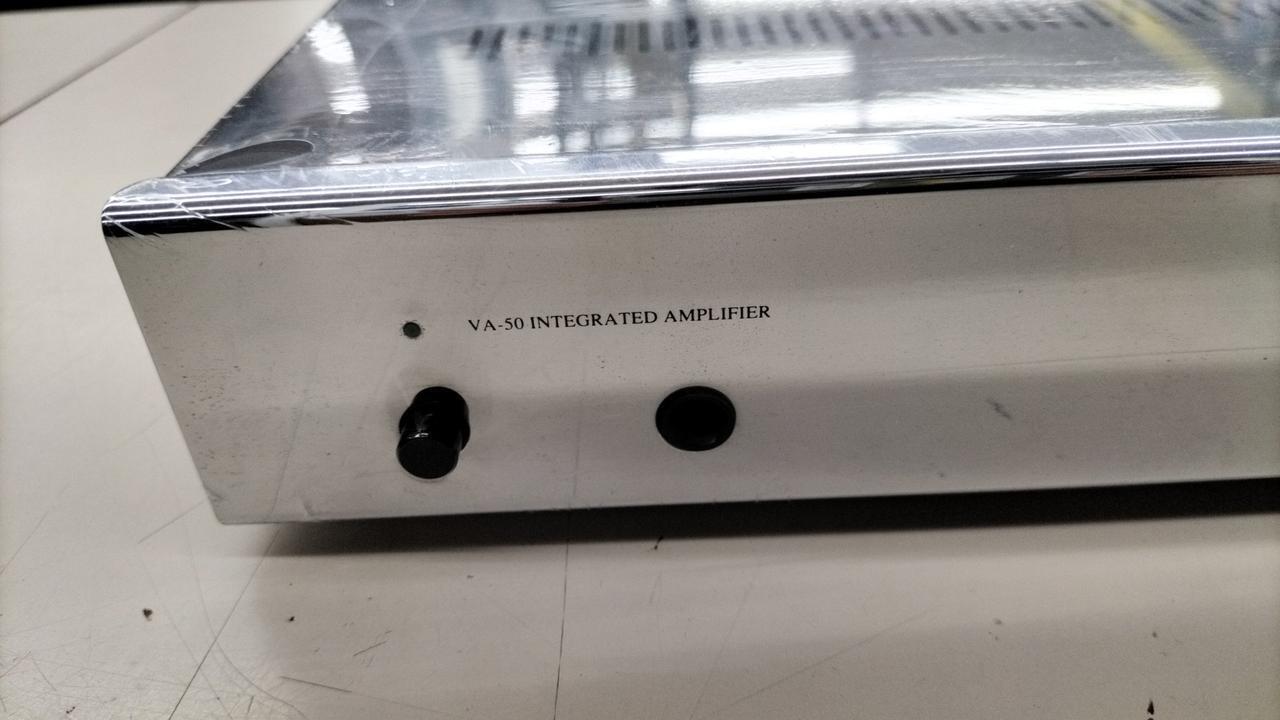 VA-50 INTEGRATED AMPLIFIER